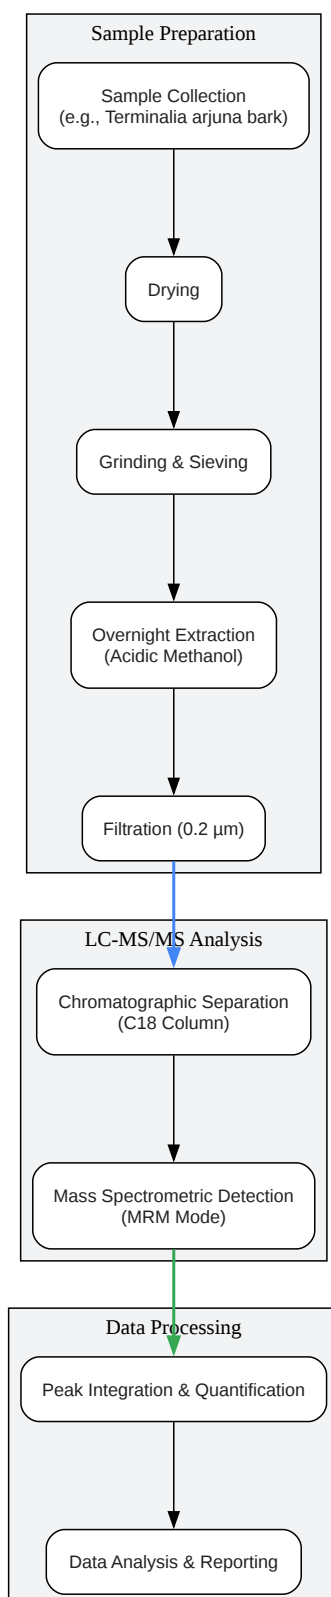 Sample Preparation
Sample Collection
(e.g., Terminalia arjuna bark)
Drying
Grinding & Sieving
Overnight Extraction
(Acidic Methanol)
Filtration (0.2 µm)
LC-MS/MS Analysis
Chromatographic Separation
(C18 Column)
Mass Spectrometric Detection
(MRM Mode)
Data Processing
Peak Integration & Quantification
Data Analysis & Reporting